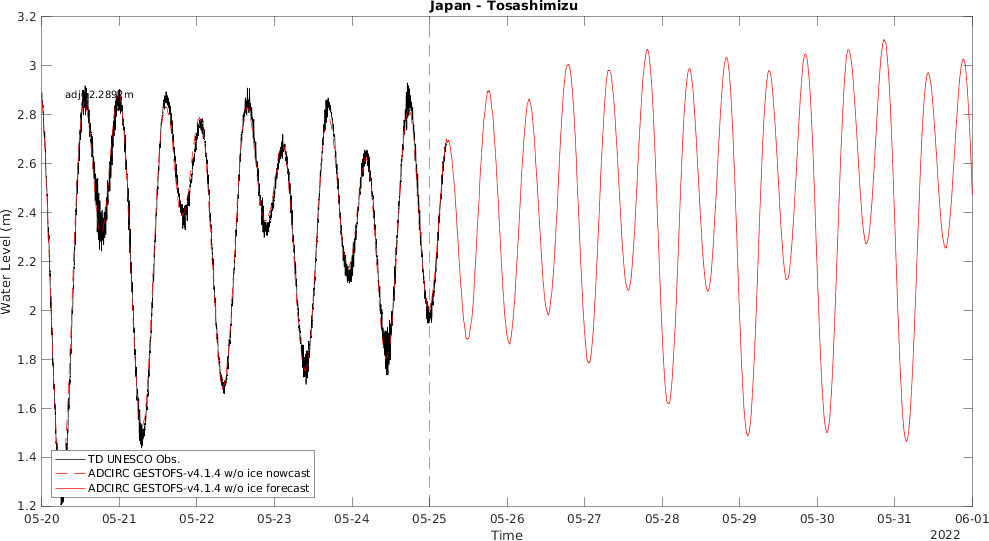 Japan - Tosashimizu
3.2
3
2.8
2.6
2.4
2.2
2
1.8
1.6
1.4
1.2
Water Level (m)
TD UNESCO Obs.
ADCIRC GESTOFS-v4.1.4 w/o ice nowcast
ADCIRC GESTOFS-v4.1.4 w/o ice forecast
05-20 05-21 05-22 05-23 05-24 05-25 05-26 05-27 05-28 05-29 05-30 05-31 06-01
Time
2022